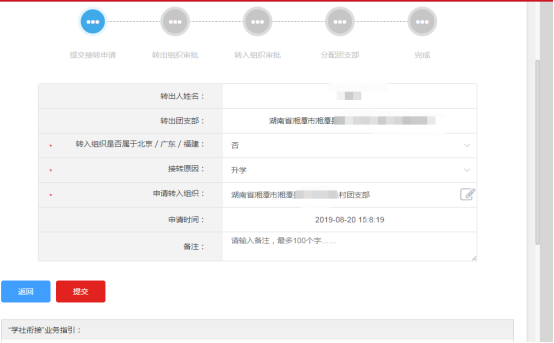 提交接转申请 转出组织审批 转入组织审批 分配团支部 完成
转出人姓名：
转出团支部： 湖南省湘潭市湘潭县
* 转入组织是否属于北京／广东／福建： 否
* 接转原因： 升学
* 申请转入组织： 湖南省湘潭市湘潭 村团支部
申请时间： 2019-08-20 15:8:19
备注： 请输入备注，最多100个字……
返回 提交
"学社衔接"业务指引：